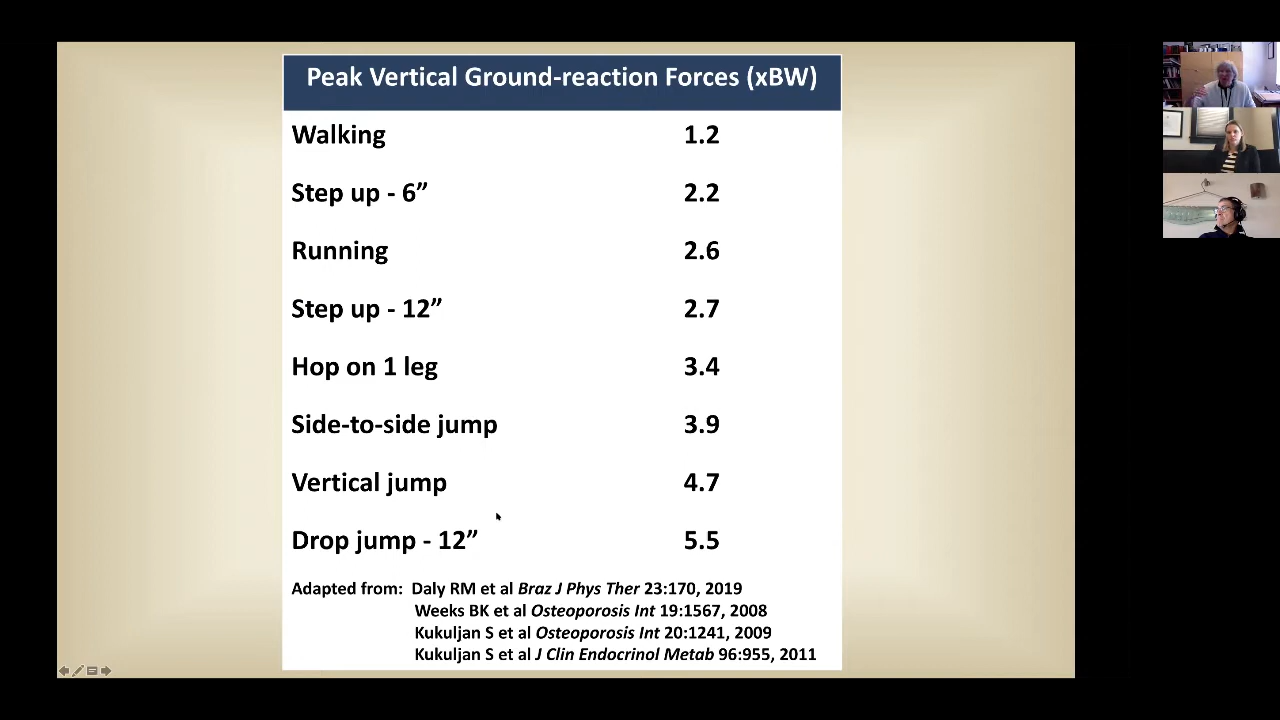 Peak Vertical Ground-reaction Forces (xBW)
Walking 1.2
Step up - 6” 2.2
Running 2.6
Step up - 12” 2.7
Hop on 1 leg 3.4
Side-to-side jump 3.9
Vertical jump 4.7
Drop jump - 12” 5.5
Adapted from: Daly RM et al Braz J Phys Ther 23:170, 2019
Weeks BK et al Osteoporosis Int 19:1567, 2008
Kukuljan S et al Osteoporosis Int 20:1241, 2009
Kukuljan S et al J Clin Endocrinol Metab 96:955, 2011